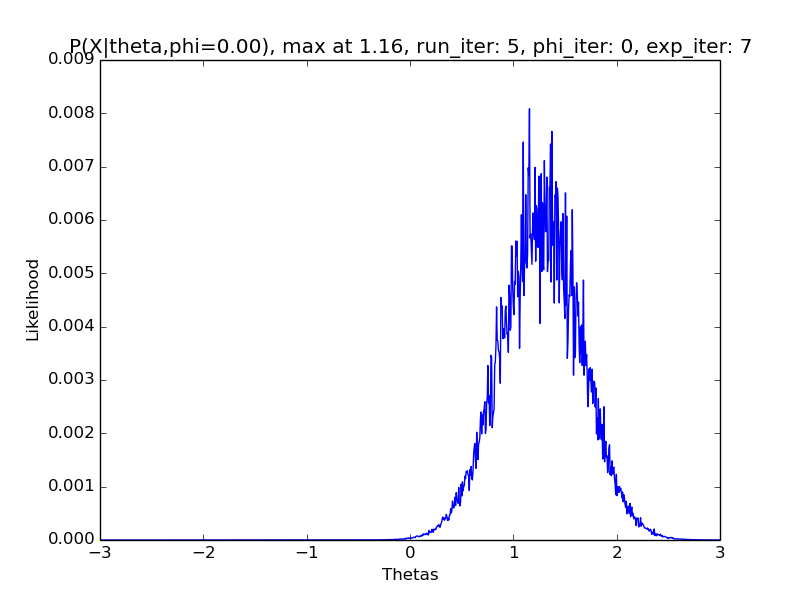 P(X|theta,phi=0.00), max at 1.16, run_iter: 5, phi_iter: 0, exp_iter: 7
0.009
0.008
0.007
0.006
0.005
0.004
0.003
0.002
0.001
0.000
Likelihood
−3 −2 −1 0 1 2 3
Thetas